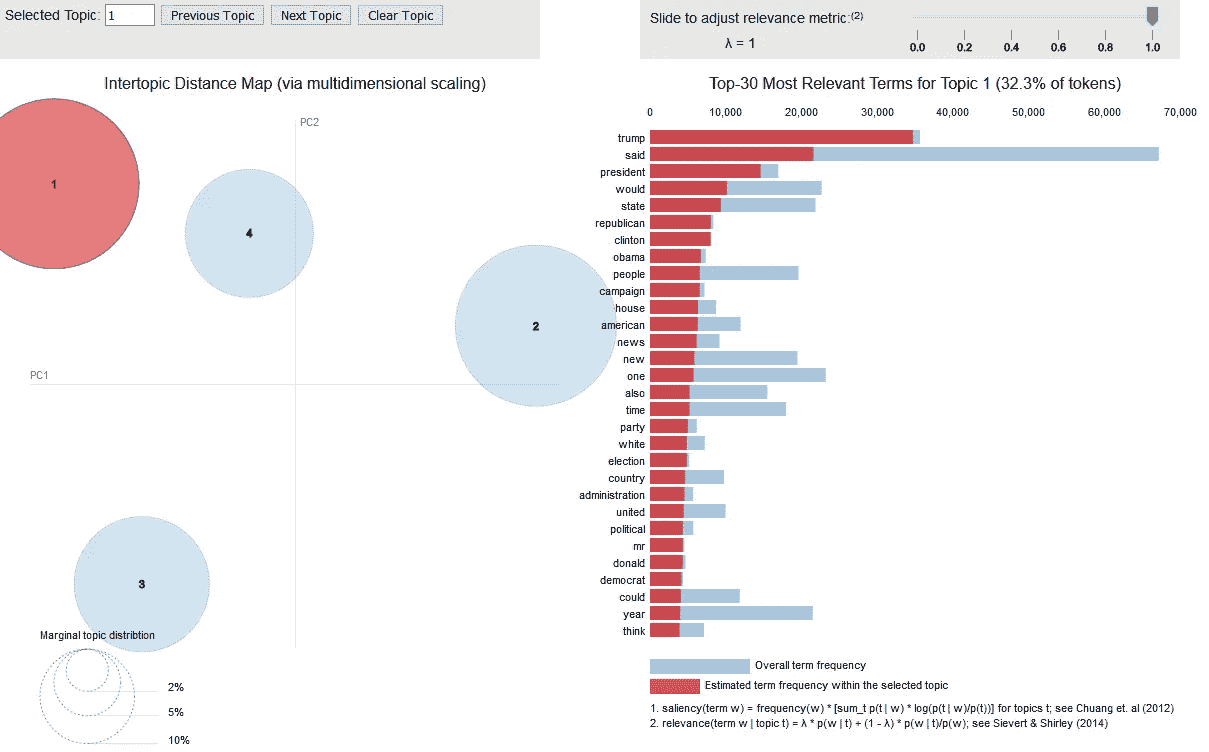 Selected Topic: 1 Previous Topic Next Topic Clear Topic
Slide to adjust relevance metric:(2)
λ = 1
0.0 0.2 0.4 0.6 0.8 1.0
Intertopic Distance Map (via multidimensional scaling)
PC2
1
4
2
PC1
3
Marginal topic distribtion
2%
5%
10%
Top-30 Most Relevant Terms for Topic 1 (32.3% of tokens)
0 10,000 20,000 30,000 40,000 50,000 60,000 70,000
trump
said
president
would
state
republican
clinton
obama
people
campaign
house
american
news
new
one
also
time
party
white
election
country
administration
united
political
mr
donald
democrat
could
year
think
Overall term frequency
Estimated term frequency within the selected topic
1. saliency(term w) = frequency(w) * [sum_t p(t | w) * log(p(t | w)/p(t))] for topics t; see Chuang et. al (2012)
2. relevance(term w | topic t) = λ * p(w | t) + (1 - λ) * p(w | t)/p(w); see Sievert & Shirley (2014)